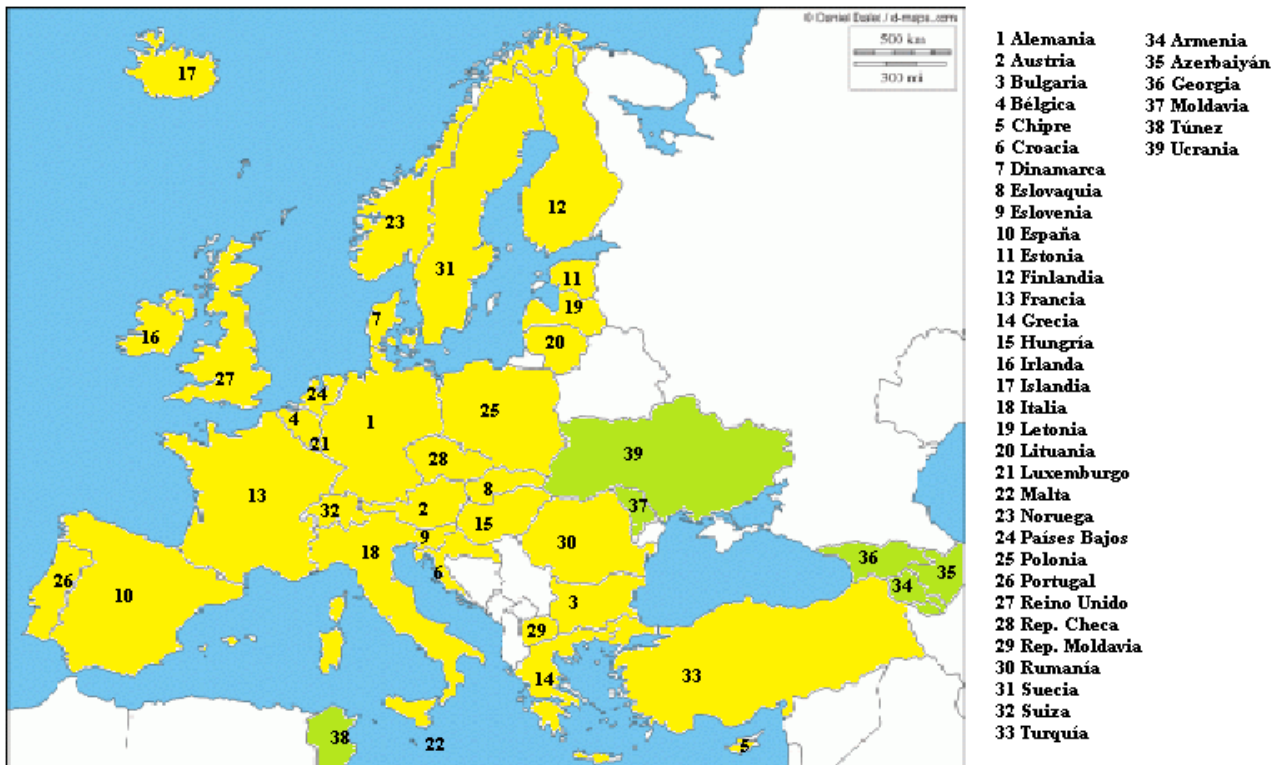 © Daniel Dalet / d-maps.com
500 km
300 mi
17
23
12
31
11
19
7
20
16
27
24
25
4
1
21
39
28
13
8
32
2
37
15
9
30
18
36
35
6
34
26
10
3
29
33
14
38
22
5
1 Alemania
2 Austria
3 Bulgaria
4 Bélgica
5 Chipre
6 Croacia
7 Dinamarca
8 Eslovaquia
9 Eslovenia
10 España
11 Estonia
12 Finlandia
13 Francia
14 Grecia
15 Hungría
16 Irlanda
17 Islandia
18 Italia
19 Letonia
20 Lituania
21 Luxemburgo
22 Malta
23 Noruega
24 Países Bajos
25 Polonia
26 Portugal
27 Reino Unido
28 Rep. Checa
29 Rep. Moldavia
30 Rumanía
31 Suecia
32 Suiza
33 Turquía
34 Armenia
35 Azerbaiyán
36 Georgia
37 Moldavia
38 Túnez
39 Ucrania